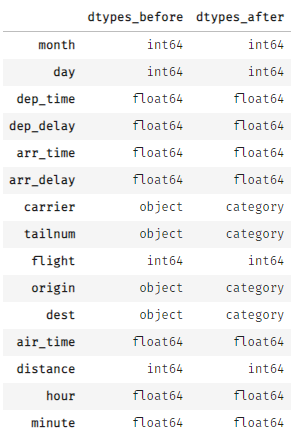 dtypes_before dtypes_after
month int64 int64
day int64 int64
dep_time float64 float64
dep_delay float64 float64
arr_time float64 float64
arr_delay float64 float64
carrier object category
tailnum object category
flight int64 int64
origin object category
dest object category
air_time float64 float64
distance int64 int64
hour float64 float64
minute float64 float64